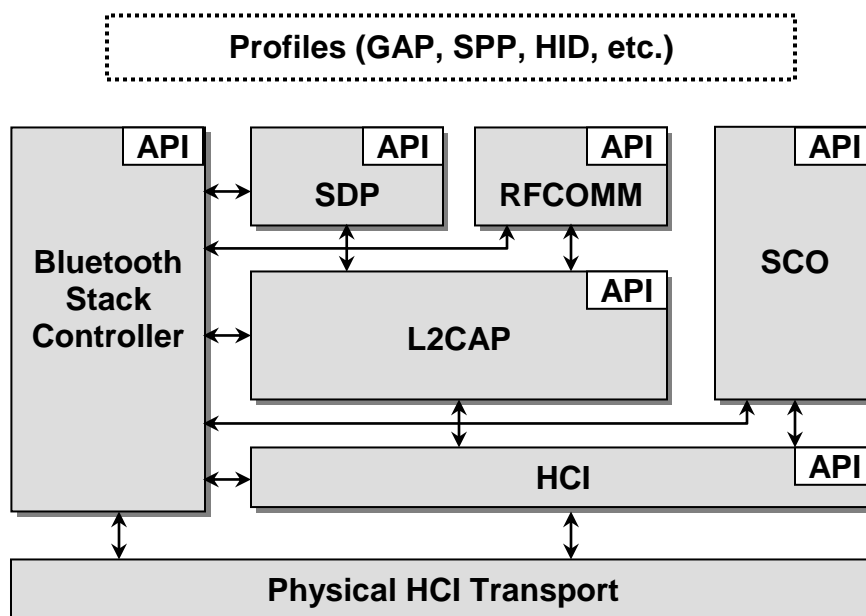 Profiles (GAP, SPP, HID, etc.)
API
API
API
API
SDP
RFCOMM
Bluetooth
Stack
Controller
SCO
API
L2CAP
API
HCI
Physical HCI Transport